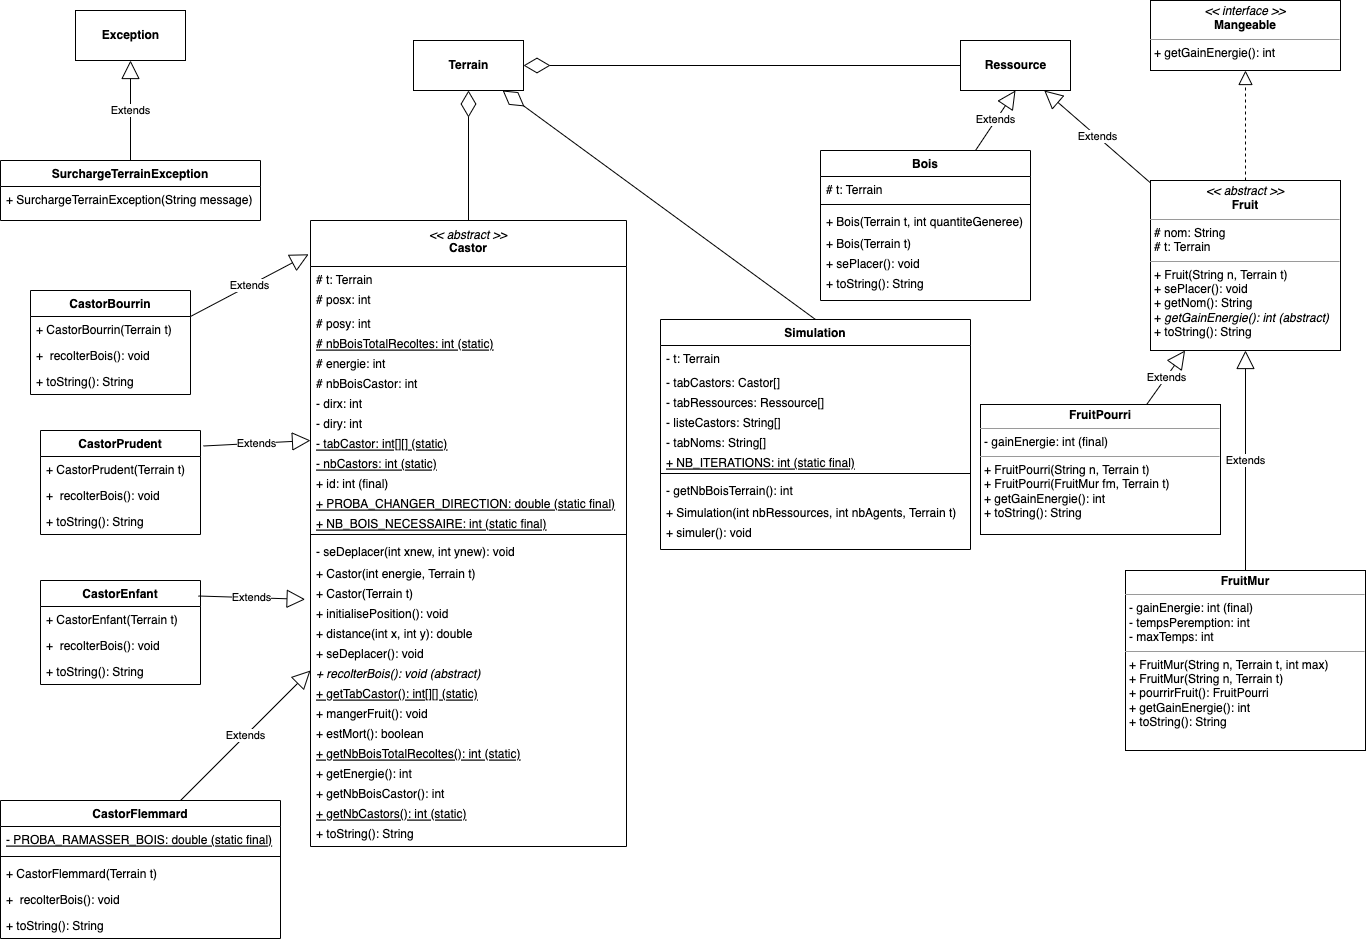 Exception
Extends
SurchargeTerrainException
+ SurchargeTerrainException(String message)
Terrain
Ressource
<< interface >>
Mangeable
+ getGainEnergie(): int
Extends
Extends
Bois
# t: Terrain
+ Bois(Terrain t, int quantiteGeneree)
+ Bois(Terrain t)
+ sePlacer(): void
+ toString(): String
<< abstract >>
Fruit
# nom: String
# t: Terrain
+ Fruit(String n, Terrain t)
+ sePlacer(): void
+ getNom(): String
+ getGainEnergie(): int (abstract)
+ toString(): String
<< abstract >>
Castor
# t: Terrain
# posx: int
# posy: int
# nbBoisTotalRecoltes: int (static)
# energie: int
# nbBoisCastor: int
- dirx: int
- diry: int
- tabCastor: int[][] (static)
- nbCastors: int (static)
+ id: int (final)
+ PROBA_CHANGER_DIRECTION: double (static final)
+ NB_BOIS_NECESSAIRE: int (static final)
- seDeplacer(int xnew, int ynew): void
+ Castor(int energie, Terrain t)
+ Castor(Terrain t)
+ initialisePosition(): void
+ distance(int x, int y): double
+ seDeplacer(): void
+ recolterBois(): void (abstract)
+ getTabCastor(): int[][] (static)
+ mangerFruit(): void
+ estMort(): boolean
+ getNbBoisTotalRecoltes(): int (static)
+ getEnergie(): int
+ getNbBoisCastor(): int
+ getNbCastors(): int (static)
+ toString(): String
Extends
CastorBourrin
+ CastorBourrin(Terrain t)
+ recolterBois(): void
+ toString(): String
Extends
CastorPrudent
+ CastorPrudent(Terrain t)
+ recolterBois(): void
+ toString(): String
Extends
CastorEnfant
+ CastorEnfant(Terrain t)
+ recolterBois(): void
+ toString(): String
Extends
CastorFlemmard
- PROBA_RAMASSER_BOIS: double (static final)
+ CastorFlemmard(Terrain t)
+ recolterBois(): void
+ toString(): String
Simulation
- t: Terrain
- tabCastors: Castor[]
- tabRessources: Ressource[]
- listeCastors: String[]
- tabNoms: String[]
+ NB_ITERATIONS: int (static final)
- getNbBoisTerrain(): int
+ Simulation(int nbRessources, int nbAgents, Terrain t)
+ simuler(): void
Extends
FruitPourri
- gainEnergie: int (final)
+ FruitPourri(String n, Terrain t)
+ FruitPourri(FruitMur fm, Terrain t)
+ getGainEnergie(): int
+ toString(): String
Extends
FruitMur
- gainEnergie: int (final)
- tempsPeremption: int
- maxTemps: int
+ FruitMur(String n, Terrain t, int max)
+ FruitMur(String n, Terrain t)
+ pourrirFruit(): FruitPourri
+ getGainEnergie(): int
+ toString(): String